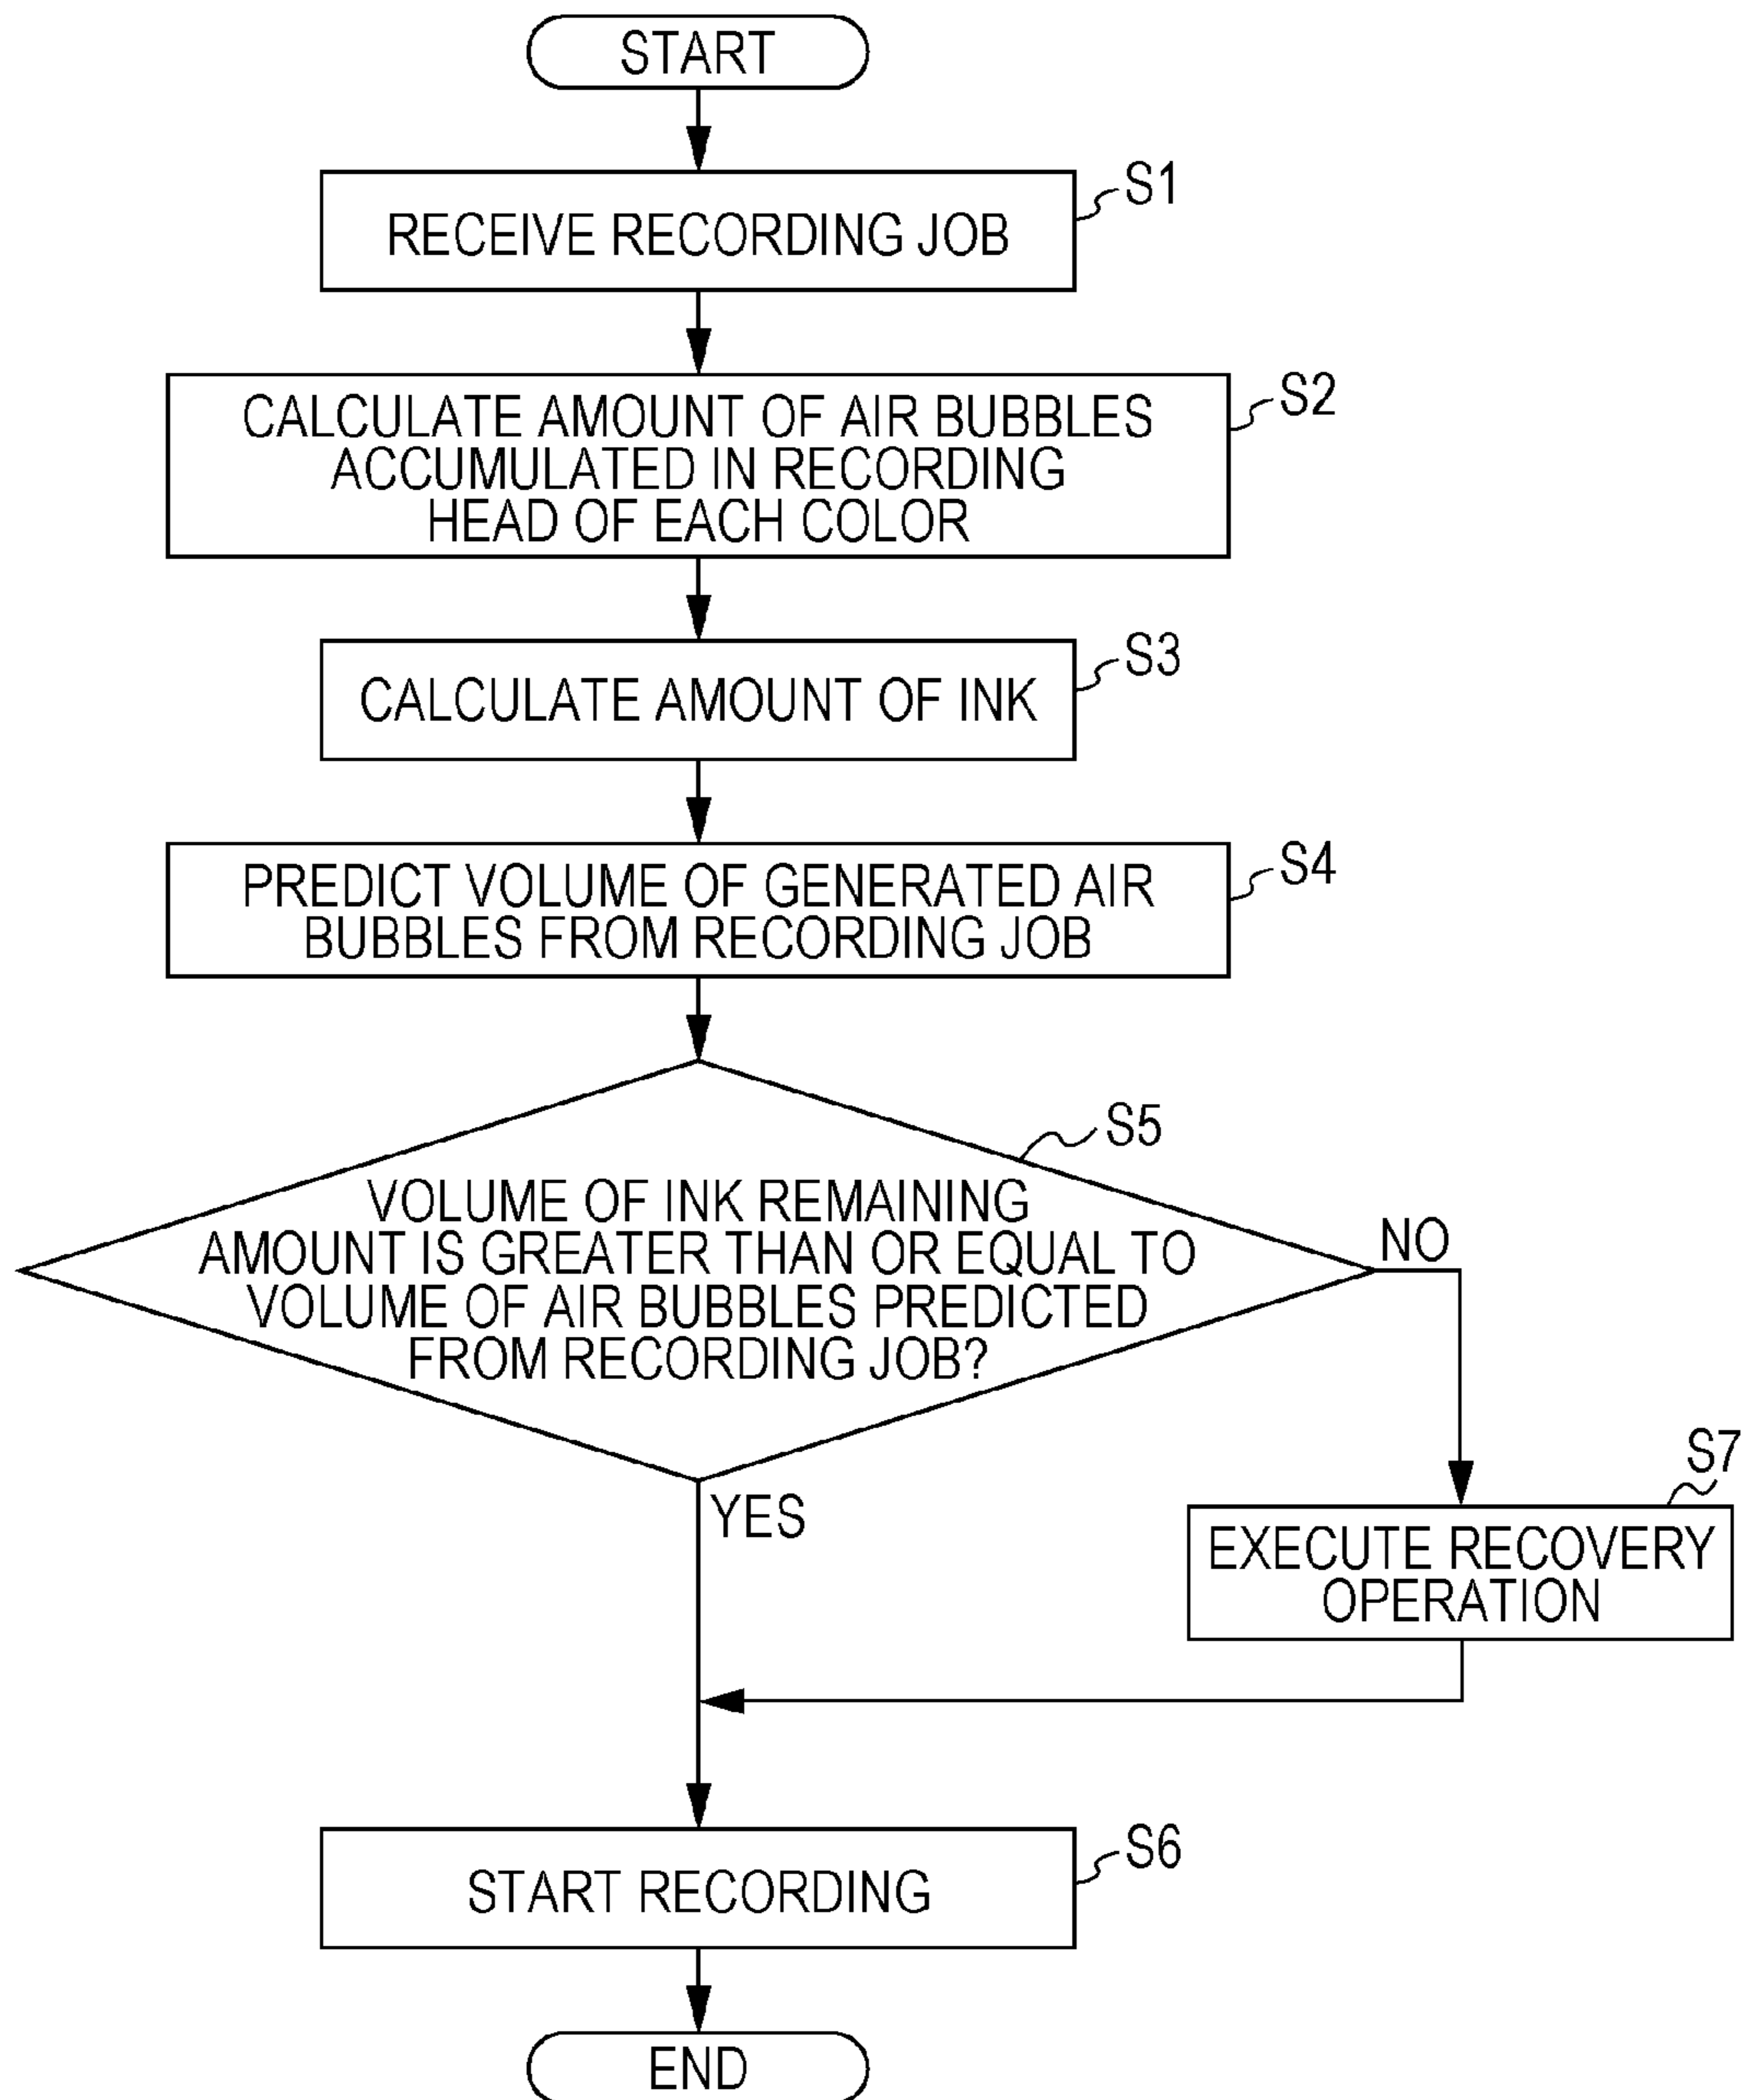 START
S1
RECEIVE RECORDING JOB
S2
CALCULATE AMOUNT OF AIR BUBBLES
ACCUMULATED IN RECORDING
HEAD OF EACH COLOR
S3
CALCULATE AMOUNT OF INK
S4
PREDICT VOLUME OF GENERATED AIR
BUBBLES FROM RECORDING JOB
S5
VOLUME OF INK REMAINING
AMOUNT IS GREATER THAN OR EQUAL TO
VOLUME OF AIR BUBBLES PREDICTED
FROM RECORDING JOB?
NO
YES
S7
EXECUTE RECOVERY
OPERATION
S6
START RECORDING
END